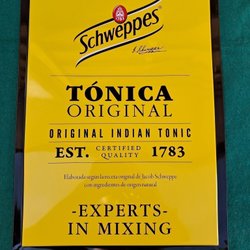 Schweppes
J. Schweppe
TÓNICA
ORIGINAL
ORIGINAL INDIAN TONIC
EST. CERTIFIED QUALITY 1783
Elaborada según la receta original de Jacob Schweppe
con ingredientes de origen natural
-EXPERTS-
IN MIXING